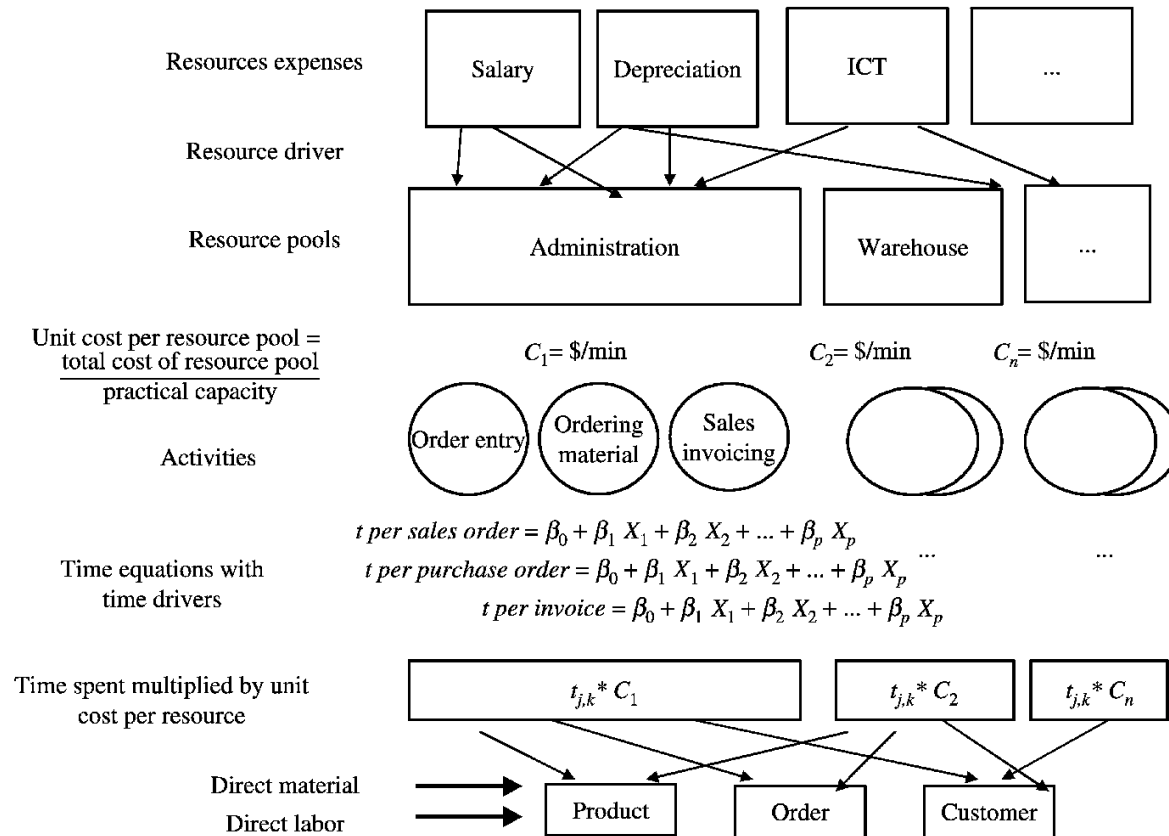 Resources expenses
Salary
Depreciation
ICT
...
Resource driver
Resource pools
Administration
Warehouse
...
Unit cost per resource pool =
total cost of resource pool
practical capacity
C₁= $/min
C₂= $/min
Cₙ= $/min
Activities
Order entry
Ordering
material
Sales
invoicing
Time equations with
time drivers
t per sales order = β₀ + β₁ X₁ + β₂ X₂ + ... + βₚ Xₚ
t per purchase order = β₀ + β₁ X₁ + β₂ X₂ + ... + βₚ Xₚ
t per invoice = β₀ + β₁ X₁ + β₂ X₂ + ... + βₚ Xₚ
...
...
Time spent multiplied by unit
cost per resource
t_{j,k}* C₁
t_{j,k}* C₂
t_{j,k}* Cₙ
Direct material
Direct labor
Product
Order
Customer